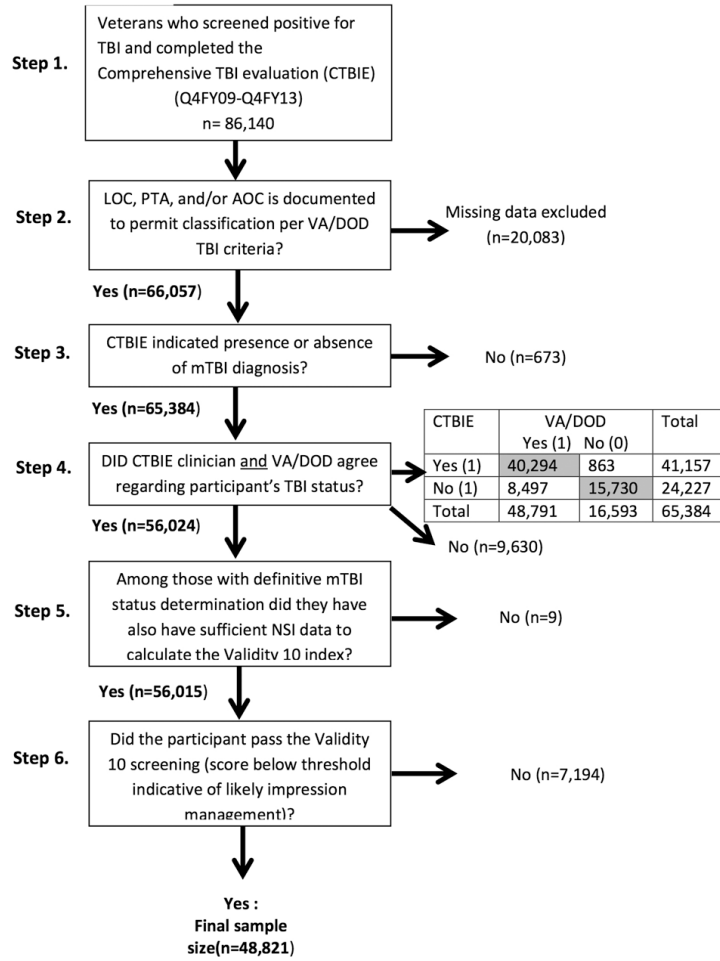 Step 1.
Veterans who screened positive for
TBI and completed the
Comprehensive TBI evaluation (CTBIE)
(Q4FY09-Q4FY13)
n= 86,140
Step 2.
LOC, PTA, and/or AOC is documented
to permit classification per VA/DOD
TBI criteria?
Missing data excluded
(n=20,083)
Yes (n=66,057)
Step 3.
CTBIE indicated presence or absence
of mTBI diagnosis?
No (n=673)
Yes (n=65,384)
Step 4.
DID CTBIE clinician and VA/DOD agree
regarding participant's TBI status?
CTBIE VA/DOD Total
Yes (1) No (0)
Yes (1) 40,294 863 41,157
No (1) 8,497 15,730 24,227
Total 48,791 16,593 65,384
Yes (n=56,024)
No (n=9,630)
Step 5.
Among those with definitive mTBI
status determination did they have
also have sufficient NSI data to
calculate the Validity 10 index?
No (n=9)
Yes (n=56,015)
Step 6.
Did the participant pass the Validity
10 screening (score below threshold
indicative of likely impression
management)?
No (n=7,194)
Yes :
Final sample
size(n=48,821)